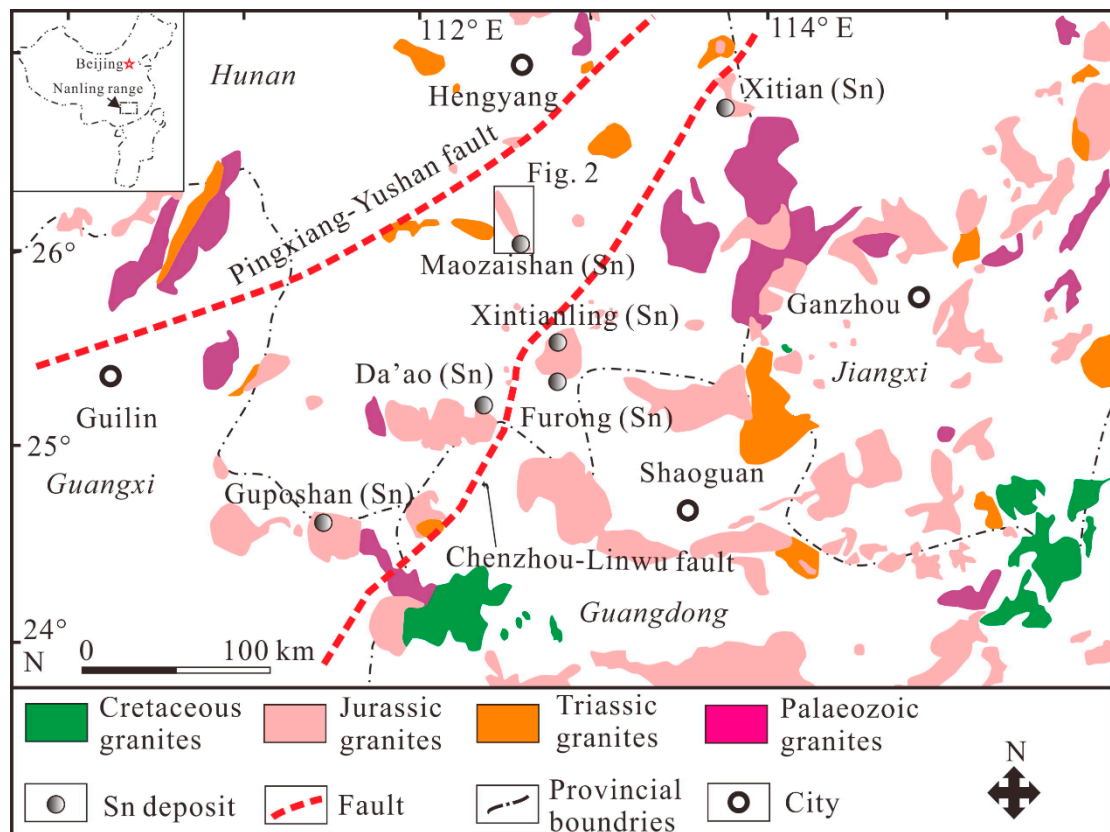 112° E
114° E
Beijing
Hunan
Nanling range
Hengyang
Xitian (Sn)
Pingxiang-Yushan fault
Fig. 2
26°
Maozaishan (Sn)
Ganzhou
Xintianling (Sn)
Jiangxi
Da’ao (Sn)
Guilin
Furong (Sn)
25°
Guangxi
Shaoguan
Guposhan (Sn)
Chenzhou-Linwu fault
Guangdong
24°
N
0 100 km
Cretaceous
granites
Jurassic
granites
Triassic
granites
Palaeozoic
granites
Sn deposit
Fault
Provincial
boundries
City
N